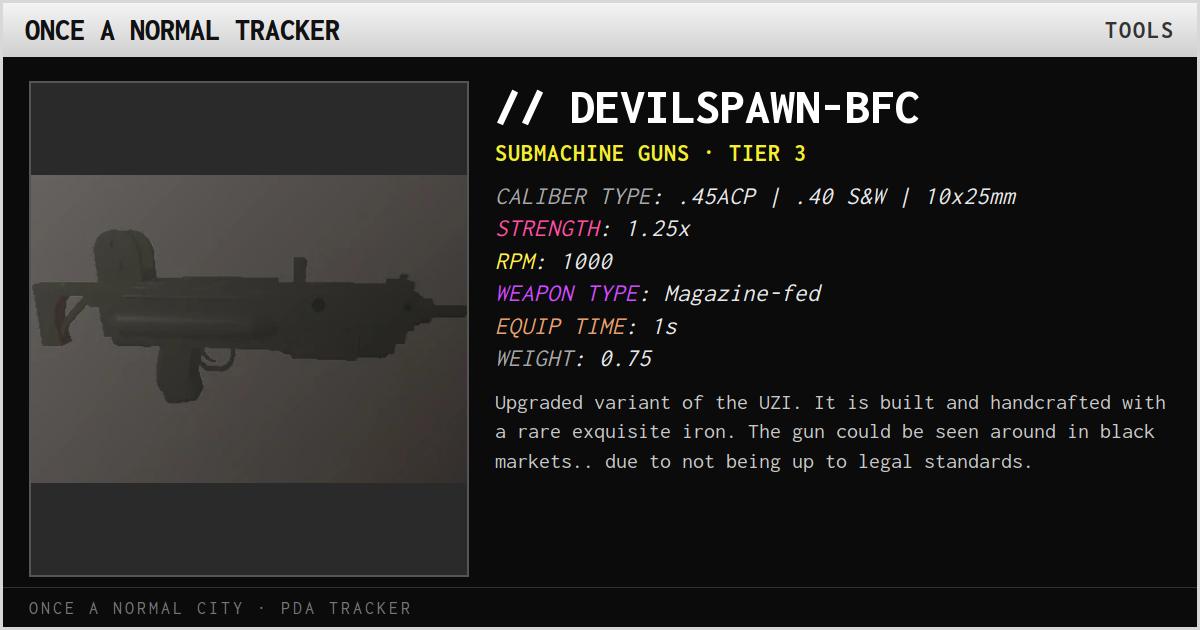 ONCE A NORMAL TRACKER
TOOLS
// DEVILSPAWN-BFC
SUBMACHINE GUNS · TIER 3
CALIBER TYPE: .45ACP | .40 S&W | 10x25mm
STRENGTH: 1.25x
RPM: 1000
WEAPON TYPE: Magazine-fed
EQUIP TIME: 1s
WEIGHT: 0.75
Upgraded variant of the UZI. It is built and handcrafted with
a rare exquisite iron. The gun could be seen around in black
markets.. due to not being up to legal standards.
ONCE A NORMAL CITY · PDA TRACKER